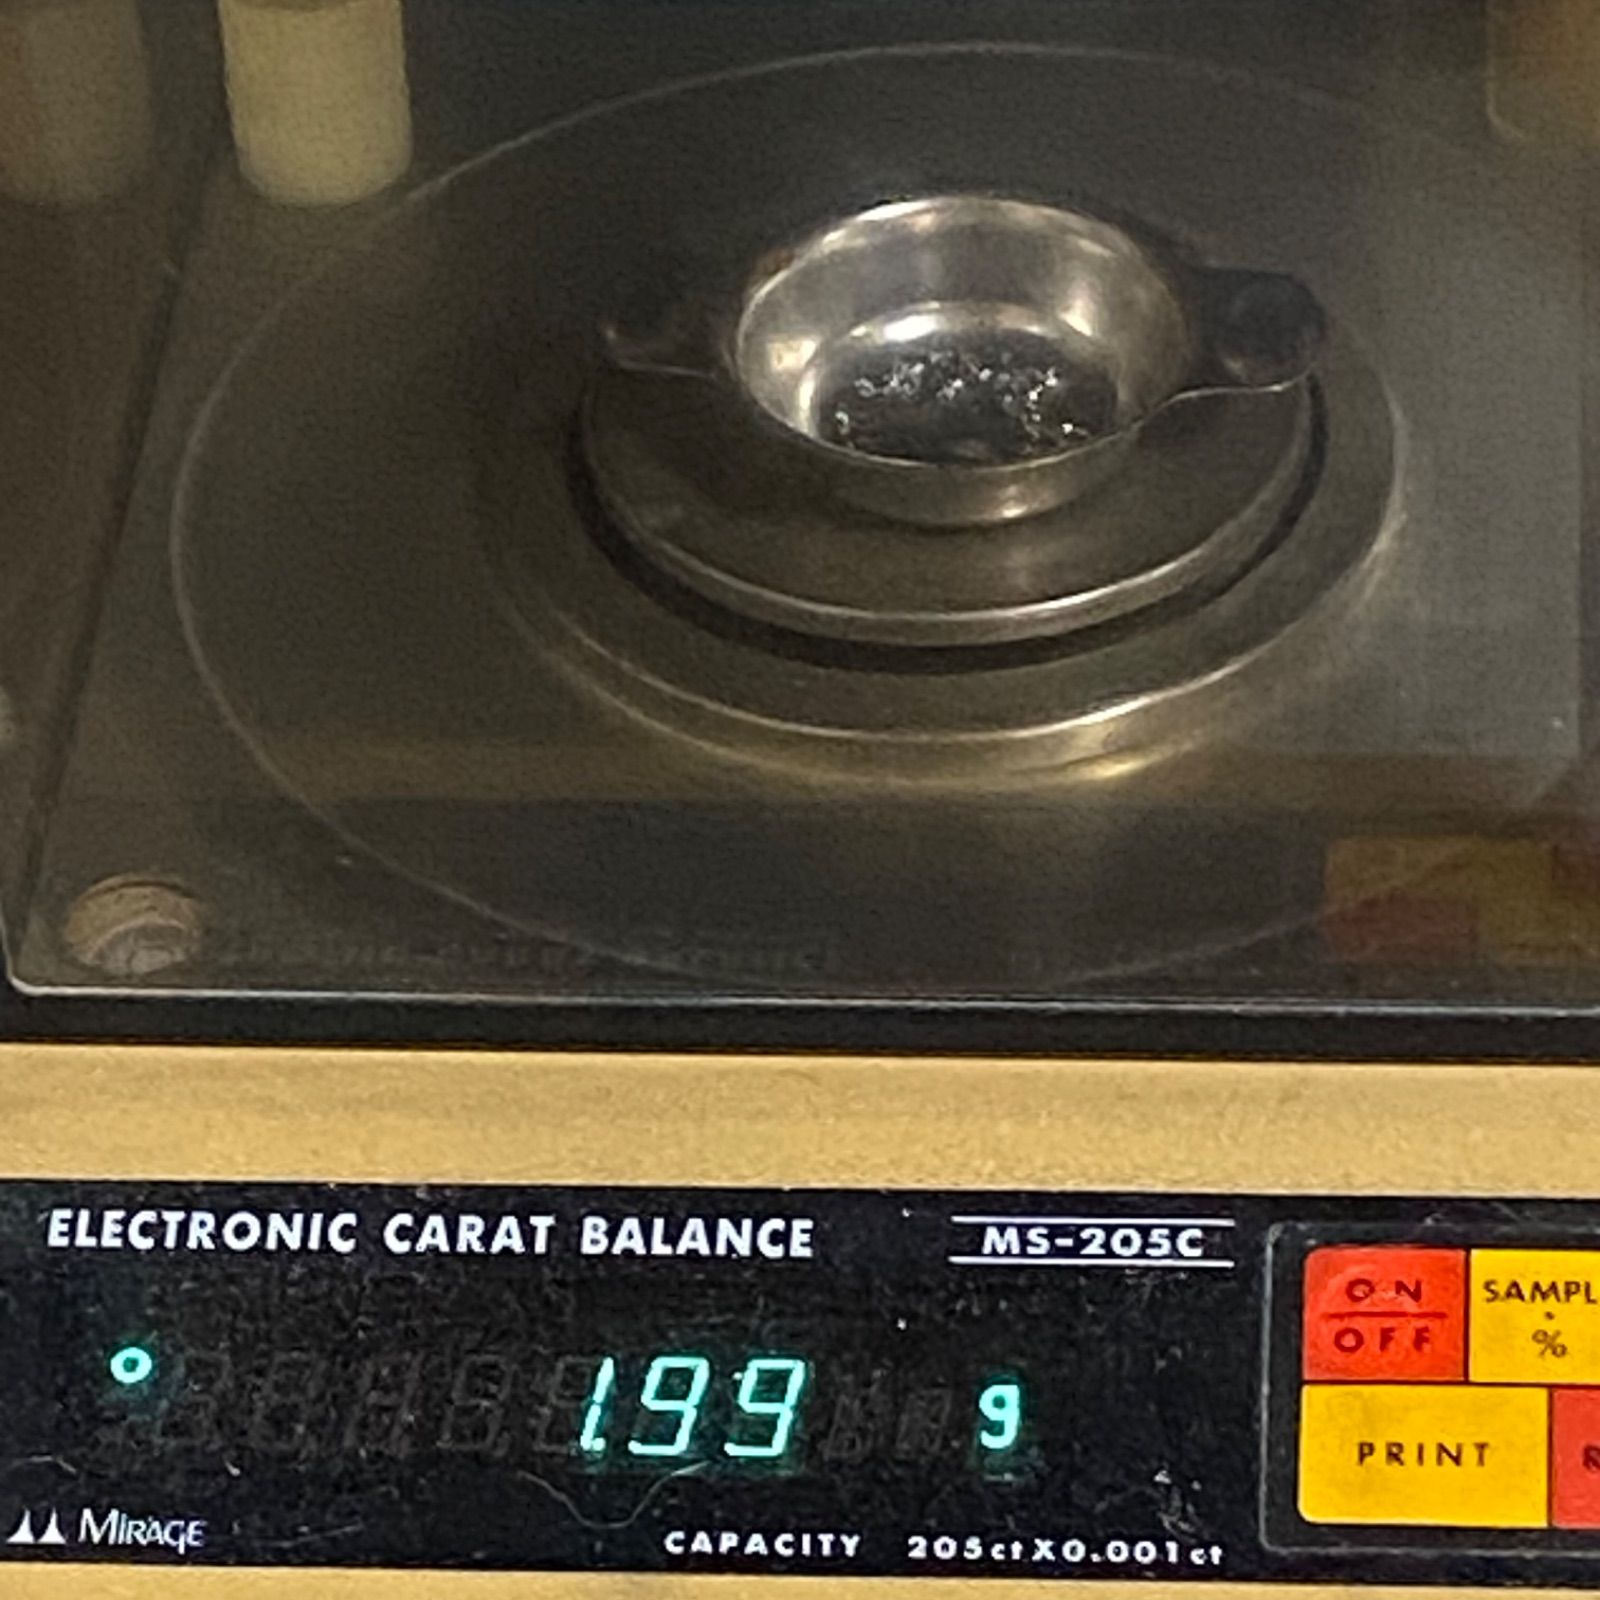 ELECTRONIC CARAT BALANCE MS-205C
ON
OFF
SAMPL
%
1.99 g
PRINT
R
MIRAGE
CAPACITY 205ct X 0.001ct